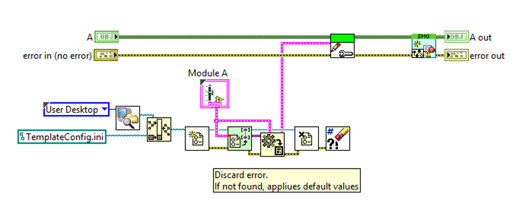 SMO
A
A out
error in (no error)
error out
Module A
User Desktop
TemplateConfig.ini
Discard error.
If not found, appliues default values